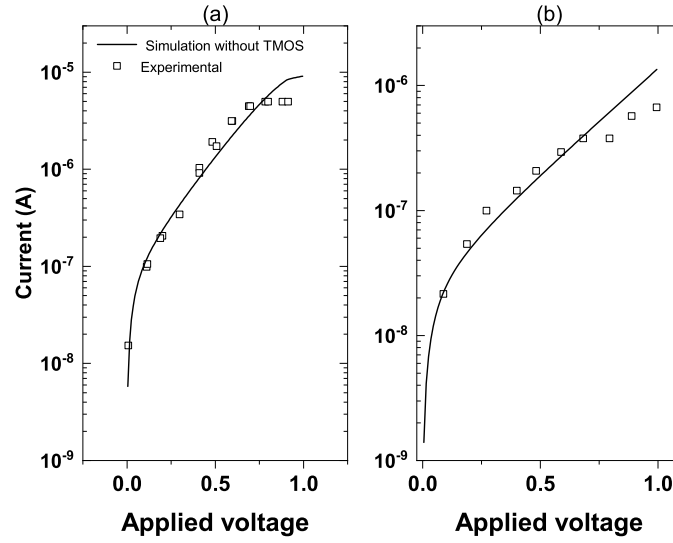 (a)
(b)
Simulation without TMOS
Experimental
10⁻⁵
10⁻⁶
10⁻⁷
10⁻⁸
10⁻⁹
10⁻⁶
10⁻⁷
10⁻⁸
10⁻⁹
Current (A)
0.0 0.5 1.0
0.0 0.5 1.0
Applied voltage
Applied voltage